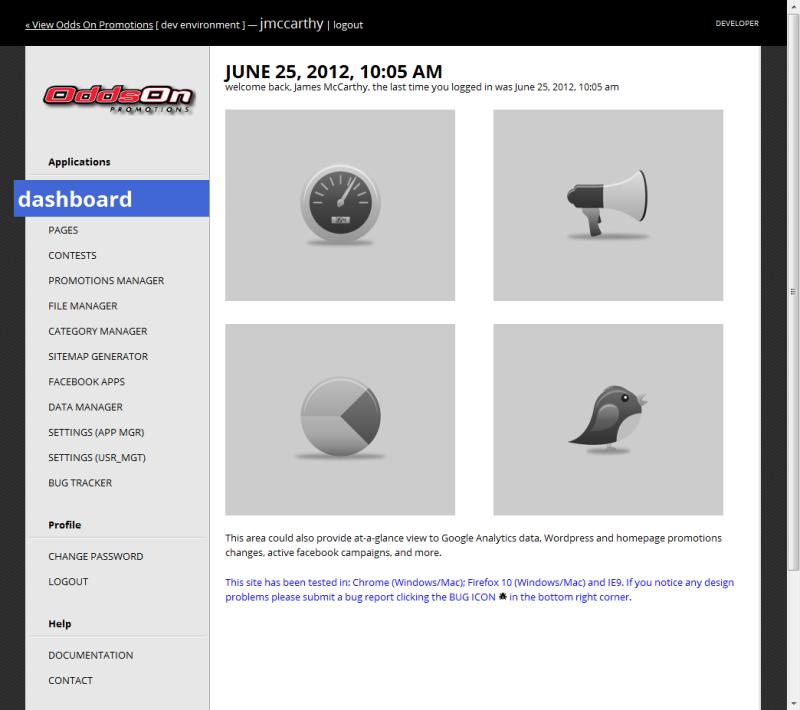 « View Odds On Promotions [ dev environment ] — jmccarthy | logout
DEVELOPER
OddsOn
PROMOTIONS
Applications
dashboard
PAGES
CONTESTS
PROMOTIONS MANAGER
FILE MANAGER
CATEGORY MANAGER
SITEMAP GENERATOR
FACEBOOK APPS
DATA MANAGER
SETTINGS (APP MGR)
SETTINGS (USR_MGT)
BUG TRACKER
Profile
CHANGE PASSWORD
LOGOUT
Help
DOCUMENTATION
CONTACT
JUNE 25, 2012, 10:05 AM
welcome back, James McCarthy, the last time you logged in was June 25, 2012, 10:05 am
This area could also provide at-a-glance view to Google Analytics data, Wordpress and homepage promotions
changes, active facebook campaigns, and more.
This site has been tested in: Chrome (Windows/Mac); Firefox 10 (Windows/Mac) and IE9. If you notice any design
problems please submit a bug report clicking the BUG ICON in the bottom right corner.